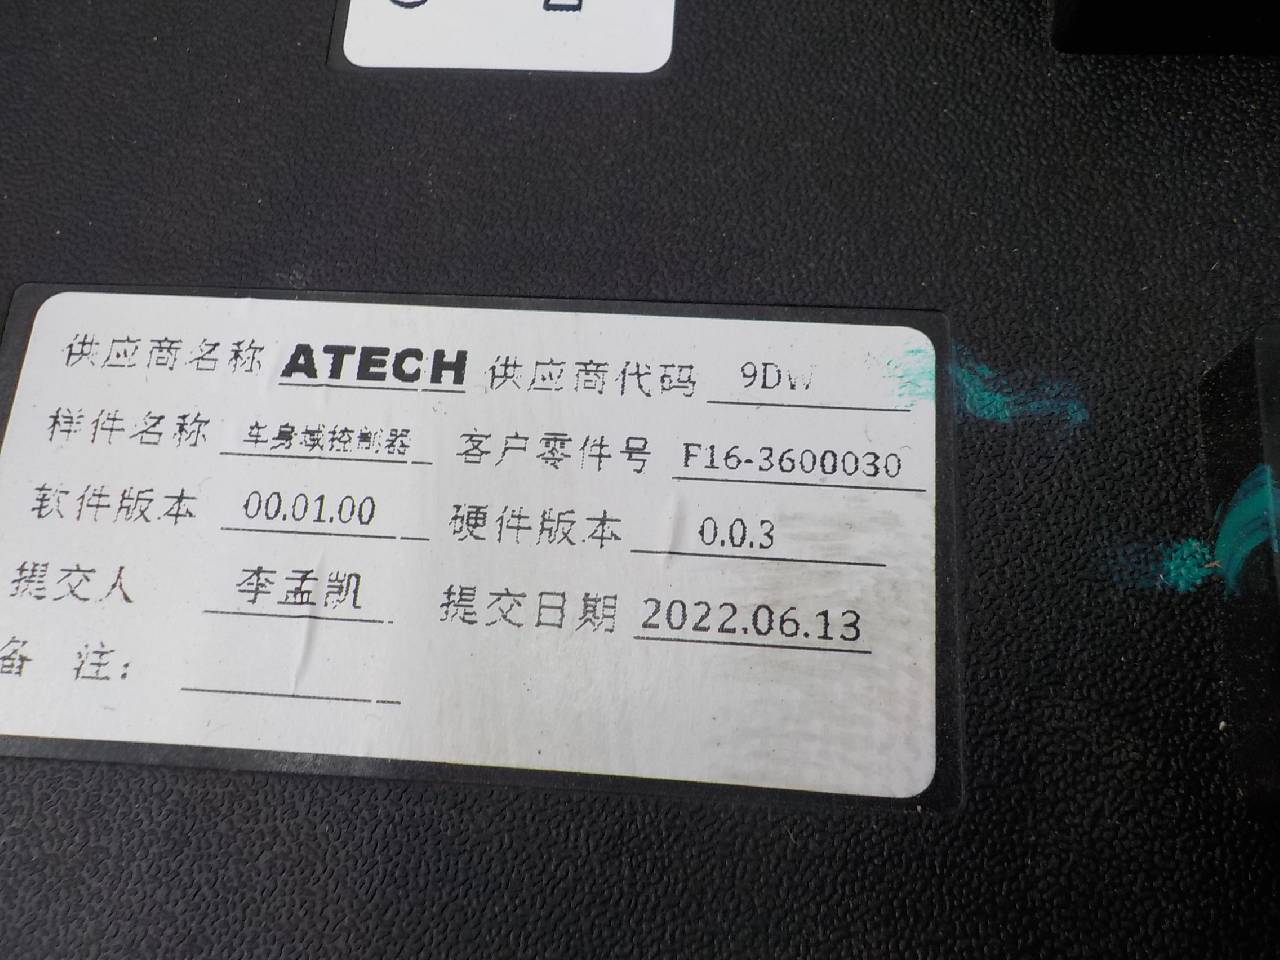 供应商名称 ATECH 供应商代码 9DW
样件名称 车身域控制器 客户零件号 F16-3600030
软件版本 00.01.00 硬件版本 0.0.3
提交人 李孟凯 提交日期 2022.06.13
备 注: